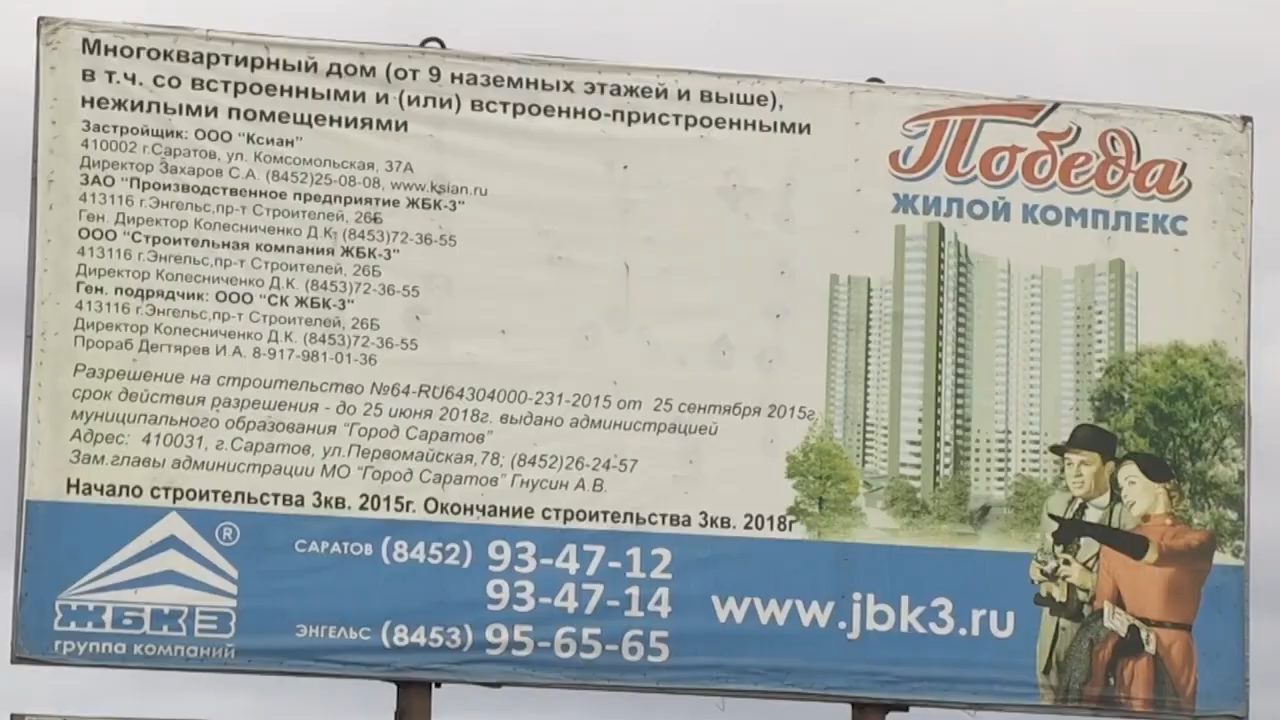 Многоквартирный дом (от 9 наземных этажей и выше),
в т.ч. со встроенными и (или) встроенно-пристроенными
нежилыми помещениями
Застройщик: ООО "Ксиан"
410002 г.Саратов, ул. Комсомольская, 37А
Директор Захаров С.А. (8452)25-08-08, www.ksian.ru
ЗАО "Производственное предприятие ЖБК-3"
413116 г.Энгельс,пр-т Строителей, 26Б
Ген. Директор Колесниченко Д.К. (8453)72-36-55
ООО "Строительная компания ЖБК-3"
413116 г.Энгельс,пр-т Строителей, 26Б
Директор Колесниченко Д.К. (8453)72-36-55
Ген. подрядчик: ООО "СК ЖБК-3"
413116 г.Энгельс,пр-т Строителей, 26Б
Директор Колесниченко Д.К. (8453)72-36-55
Прораб Дегтярев И.А. 8-917-981-01-36
Разрешение на строительство №64-RU64304000-231-2015 от 25 сентября 2015г,
срок действия разрешения - до 25 июня 2018г. выдано администрацией
муниципального образования "Город Саратов"
Адрес: 410031, г.Саратов, ул.Первомайская,78; (8452)26-24-57
Зам.главы администрации МО "Город Саратов" Гнусин А.В.
Начало строительства 3кв. 2015г. Окончание строительства 3кв. 2018г
Победа
ЖИЛОЙ КОМПЛЕКС
®
ЖБК 3
группа компаний
САРАТОВ (8452) 93-47-12
93-47-14
ЭНГЕЛЬС (8453) 95-65-65
www.jbk3.ru